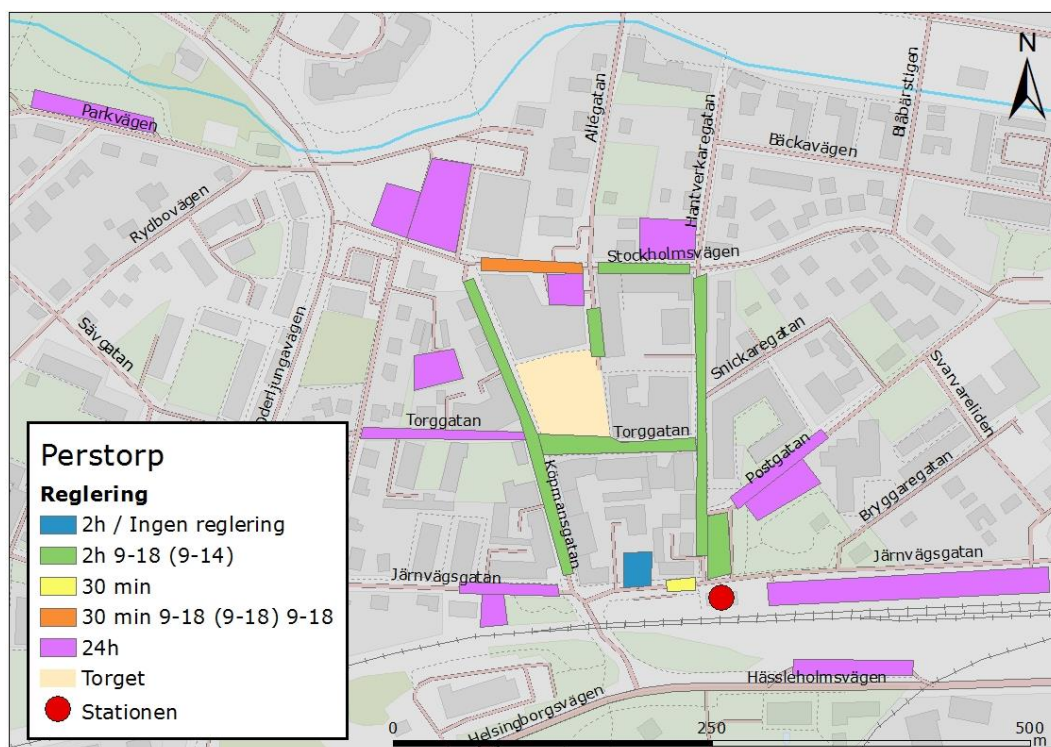 N
Allégatan
Hantverkaregatan
Blåbärstigen
Parkvägen
Bäckavägen
Rydbovägen
Stockholmsvägen
Sävgatan
oderljungavägen
Snickaregatan
Svarvareliden
Torggatan
Torggatan
Postgatan
Köpmansgatan
Bryggaregatan
Järnvägsgatan
Järnvägsgatan
Hässleholmsvägen
Helsingborgsvägen
Perstorp
Reglering
2h / Ingen reglering
2h 9-18 (9-14)
30 min
30 min 9-18 (9-18) 9-18
24h
Torget
Stationen
0 250 500
m